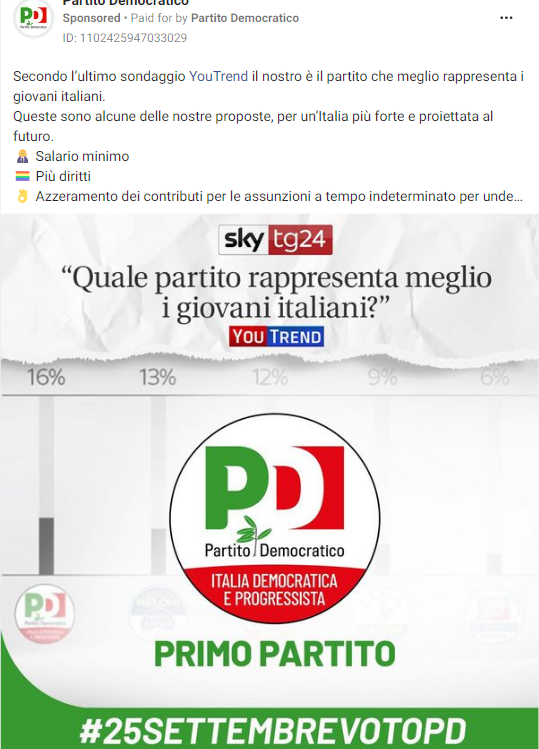 Partito Democratico
Sponsored • Paid for by Partito Democratico
ID: 1102425947033029
Secondo l'ultimo sondaggio YouTrend il nostro è il partito che meglio rappresenta i
giovani italiani.
Queste sono alcune delle nostre proposte, per un'Italia più forte e proiettata al
futuro.
Salario minimo
Più diritti
Azzeramento dei contributi per le assunzioni a tempo indeterminato per unde...
sky tg24
“Quale partito rappresenta meglio
i giovani italiani?”
YOUTREND
16% 13% 12% 9% 6%
PD
Partito Democratico
ITALIA DEMOCRATICA
E PROGRESSISTA
PD
MELONI
PRIMO PARTITO
#25SETTEMBREVOTOPD